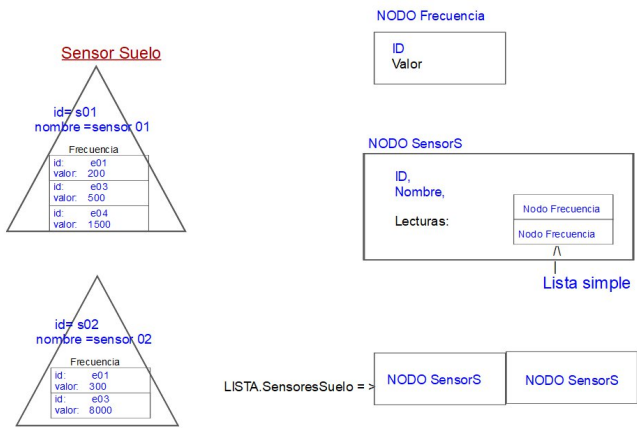 Sensor Suelo
id= s01
nombre =sensor 01
Frecuencia
id: e01
valor: 200
id: e03
valor: 500
id: e04
valor: 1500
id= s02
nombre =sensor 02
Frecuencia
id: e01
valor: 300
id: e03
valor: 8000
NODO Frecuencia
ID
Valor
NODO SensorS
ID,
Nombre,
Lecturas:
Nodo Frecuencia
Nodo Frecuencia
/\
|
Lista simple
LISTA.SensoresSuelo = >
NODO SensorS
NODO SensorS